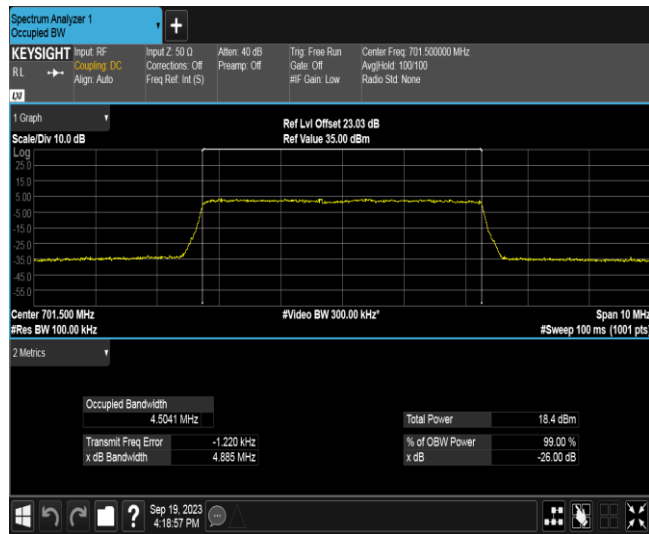 Spectrum Analyzer 1
Occupied BW
+
KEYSIGHT
RL
LXI
Input: RF
Coupling: DC
Align: Auto
Input Z: 50 Ω
Corrections: Off
Freq Ref: Int (S)
Atten: 40 dB
Preamp: Off
Trig: Free Run
Gate: Off
#IF Gain: Low
Center Freq: 701.500000 MHz
Avg|Hold: 100/100
Radio Std: None
1 Graph
Scale/Div 10.0 dB
Ref Lvl Offset 23.03 dB
Ref Value 35.00 dBm
Log
25.0
15.0
5.00
-5.00
-15.0
-25.0
-35.0
-45.0
-55.0
Center 701.500 MHz
#Res BW 100.00 kHz
#Video BW 300.00 kHz*
Span 10 MHz
#Sweep 100 ms (1001 pts)
2 Metrics
Occupied Bandwidth
4.5041 MHz
Transmit Freq Error -1.220 kHz
x dB Bandwidth 4.885 MHz
Total Power 18.4 dBm
% of OBW Power 99.00 %
x dB -26.00 dB
?
Sep 19, 2023
4:18:57 PM